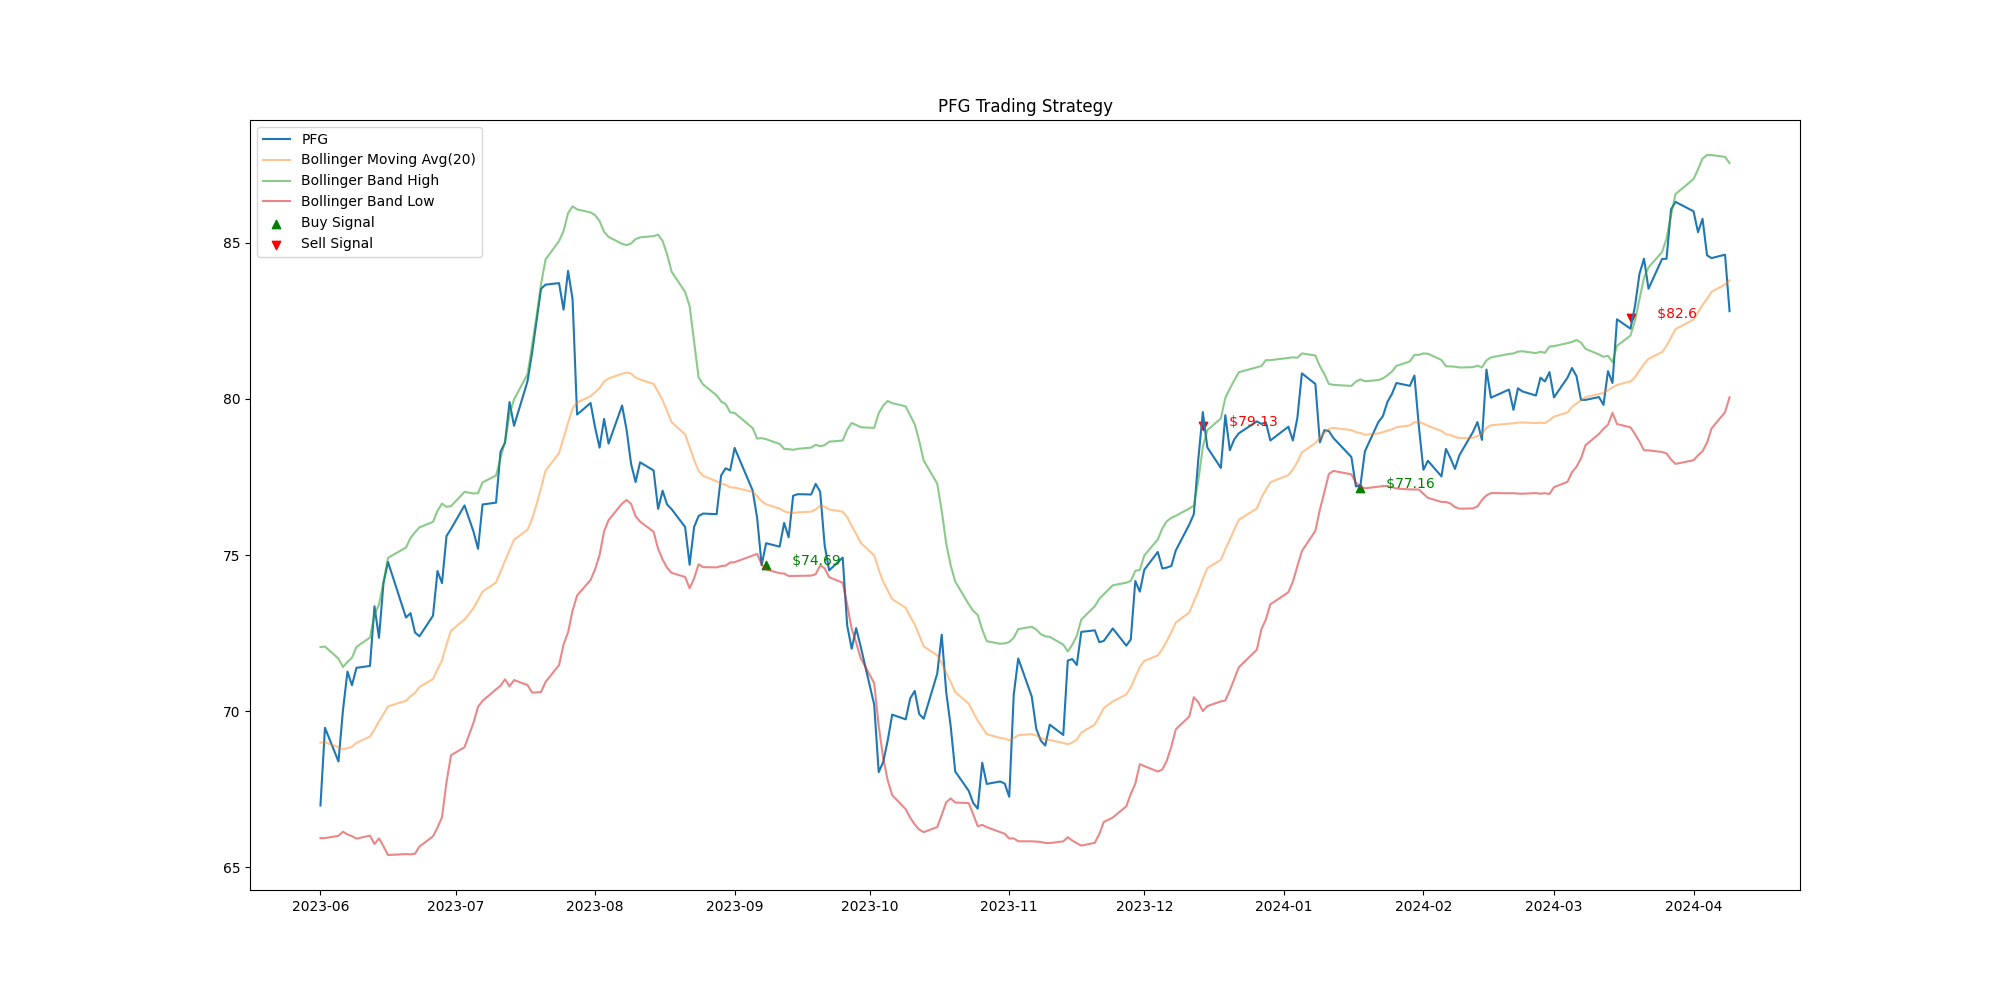 PFG Trading Strategy
PFG
Bollinger Moving Avg(20)
Bollinger Band High
Bollinger Band Low
Buy Signal
Sell Signal
85
80
75
70
65
$82.6
$79.13
$77.16
$74.69
2023-06 2023-07 2023-08 2023-09 2023-10 2023-11 2023-12 2024-01 2024-02 2024-03 2024-04